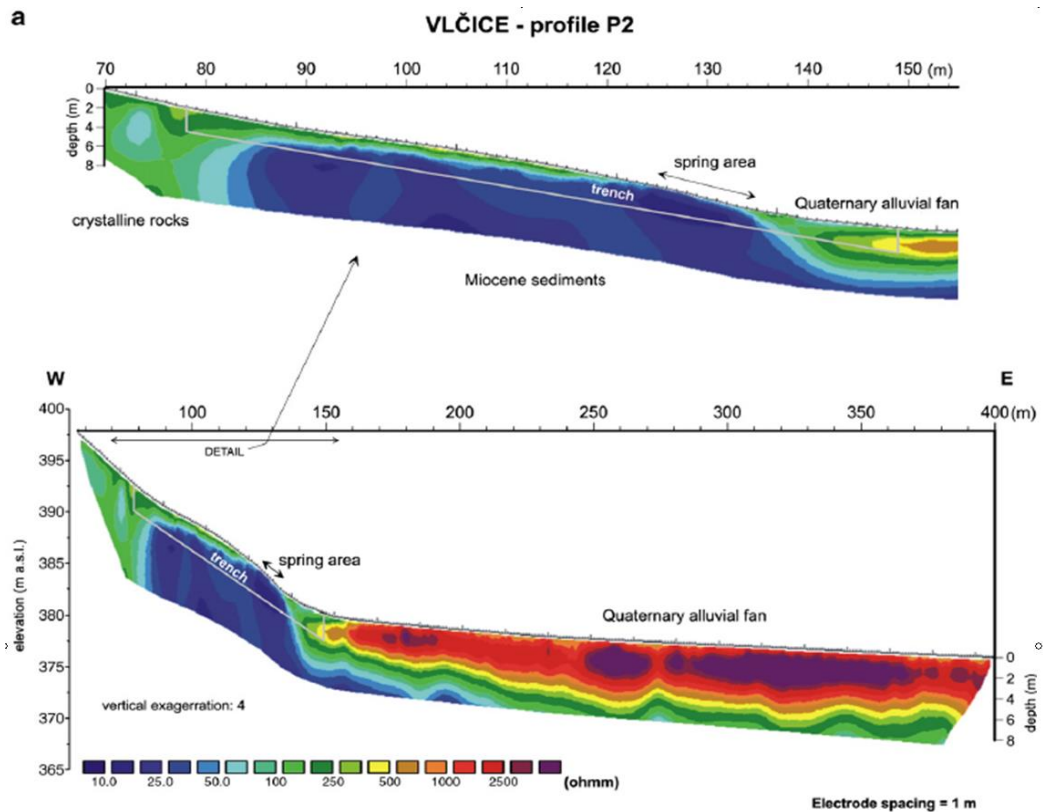 a
VLČICE - profile P2
70 80 90 100 110 120 130 140 150 (m)
0
2
4
6
8
depth (m)
spring area
trench
Quaternary alluvial fan
crystalline rocks
Miocene sediments
W
E
400
395
390
385
380
375
370
365
elevation (m a.s.l.)
100 150 200 250 300 350 400 (m)
DETAIL
spring area
trench
Quaternary alluvial fan
0
2
4
6
8
depth (m)
vertical exagerration: 4
10.0 25.0 50.0 100 250 500 1000 2500 (ohmm)
Electrode spacing = 1 m